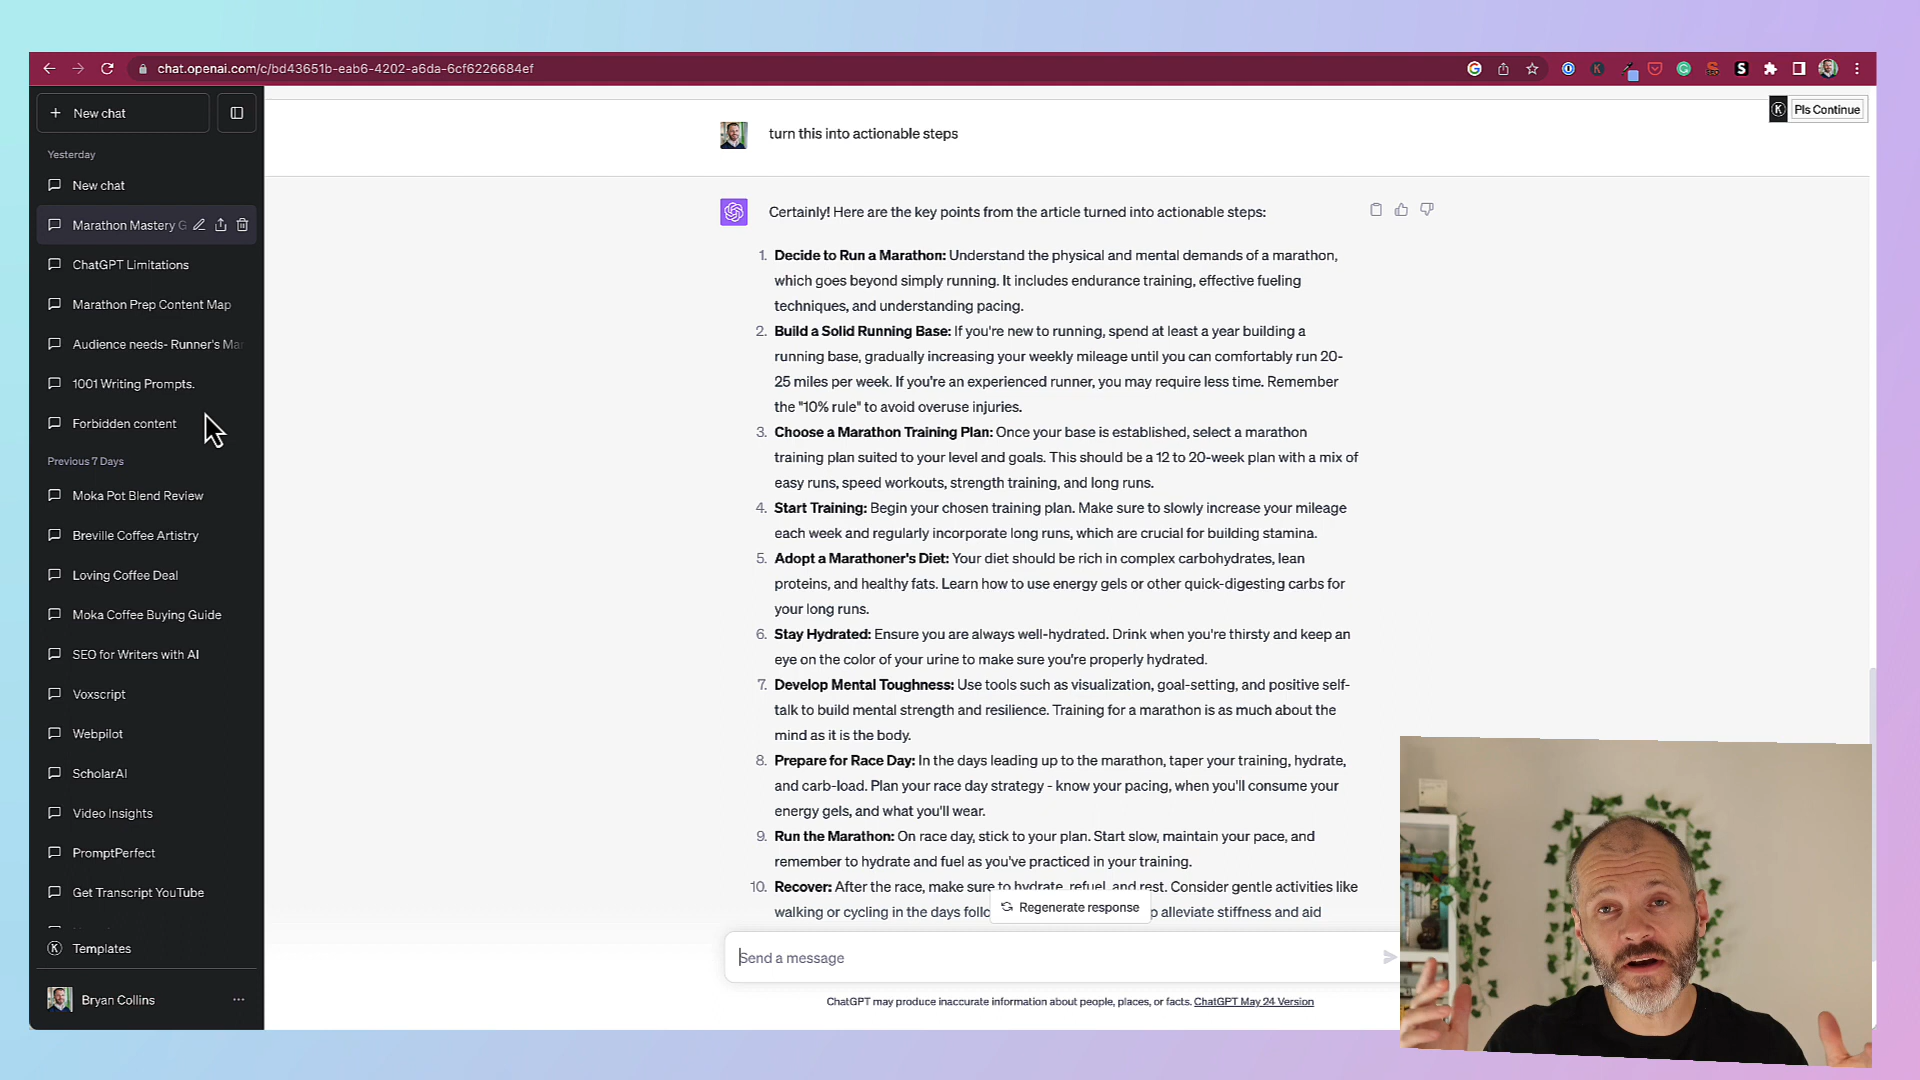 chat.openai.com/c/bd43651b-eab6-4202-a6da-6cf6226684ef
New chat
Yesterday
New chat
Marathon Mastery G
ChatGPT Limitations
Marathon Prep Content Map
Audience needs- Runner's Ma
1001 Writing Prompts.
Forbidden content
Previous 7 Days
Moka Pot Blend Review
Breville Coffee Artistry
Loving Coffee Deal
Moka Coffee Buying Guide
SEO for Writers with AI
Voxscript
Webpilot
ScholarAI
Video Insights
PromptPerfect
Get Transcript YouTube
Templates
Bryan Collins
Pls Continue
turn this into actionable steps
Certainly! Here are the key points from the article turned into actionable steps:
1. Decide to Run a Marathon: Understand the physical and mental demands of a marathon,
which goes beyond simply running. It includes endurance training, effective fueling
techniques, and understanding pacing.
2. Build a Solid Running Base: If you're new to running, spend at least a year building a
running base, gradually increasing your weekly mileage until you can comfortably run 20-
25 miles per week. If you're an experienced runner, you may require less time. Remember
the "10% rule" to avoid overuse injuries.
3. Choose a Marathon Training Plan: Once your base is established, select a marathon
training plan suited to your level and goals. This should be a 12 to 20-week plan with a mix of
easy runs, speed workouts, strength training, and long runs.
4. Start Training: Begin your chosen training plan. Make sure to slowly increase your mileage
each week and regularly incorporate long runs, which are crucial for building stamina.
5. Adopt a Marathoner's Diet: Your diet should be rich in complex carbohydrates, lean
proteins, and healthy fats. Learn how to use energy gels or other quick-digesting carbs for
your long runs.
6. Stay Hydrated: Ensure you are always well-hydrated. Drink when you're thirsty and keep an
eye on the color of your urine to make sure you're properly hydrated.
7. Develop Mental Toughness: Use tools such as visualization, goal-setting, and positive self-
talk to build mental strength and resilience. Training for a marathon is as much about the
mind as it is the body.
8. Prepare for Race Day: In the days leading up to the marathon, taper your training, hydrate,
and carb-load. Plan your race day strategy - know your pacing, when you'll consume your
energy gels, and what you'll wear.
9. Run the Marathon: On race day, stick to your plan. Start slow, maintain your pace, and
remember to hydrate and fuel as you've practiced in your training.
10. Recover: After the race, make sure to hydrate, refuel, and rest. Consider gentle activities like
walking or cycling in the days follo p alleviate stiffness and aid
Regenerate response
Send a message
ChatGPT may produce inaccurate information about people, places, or facts. ChatGPT May 24 Version